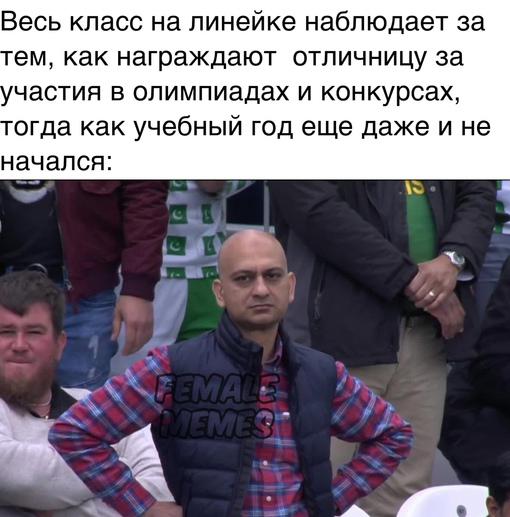 Весь класс на линейке наблюдает за
тем, как награждают  отличницу за
участия в олимпиадах и конкурсах,
тогда как учебный год еще даже и не
начался:
IS
FEMALE
MEMES